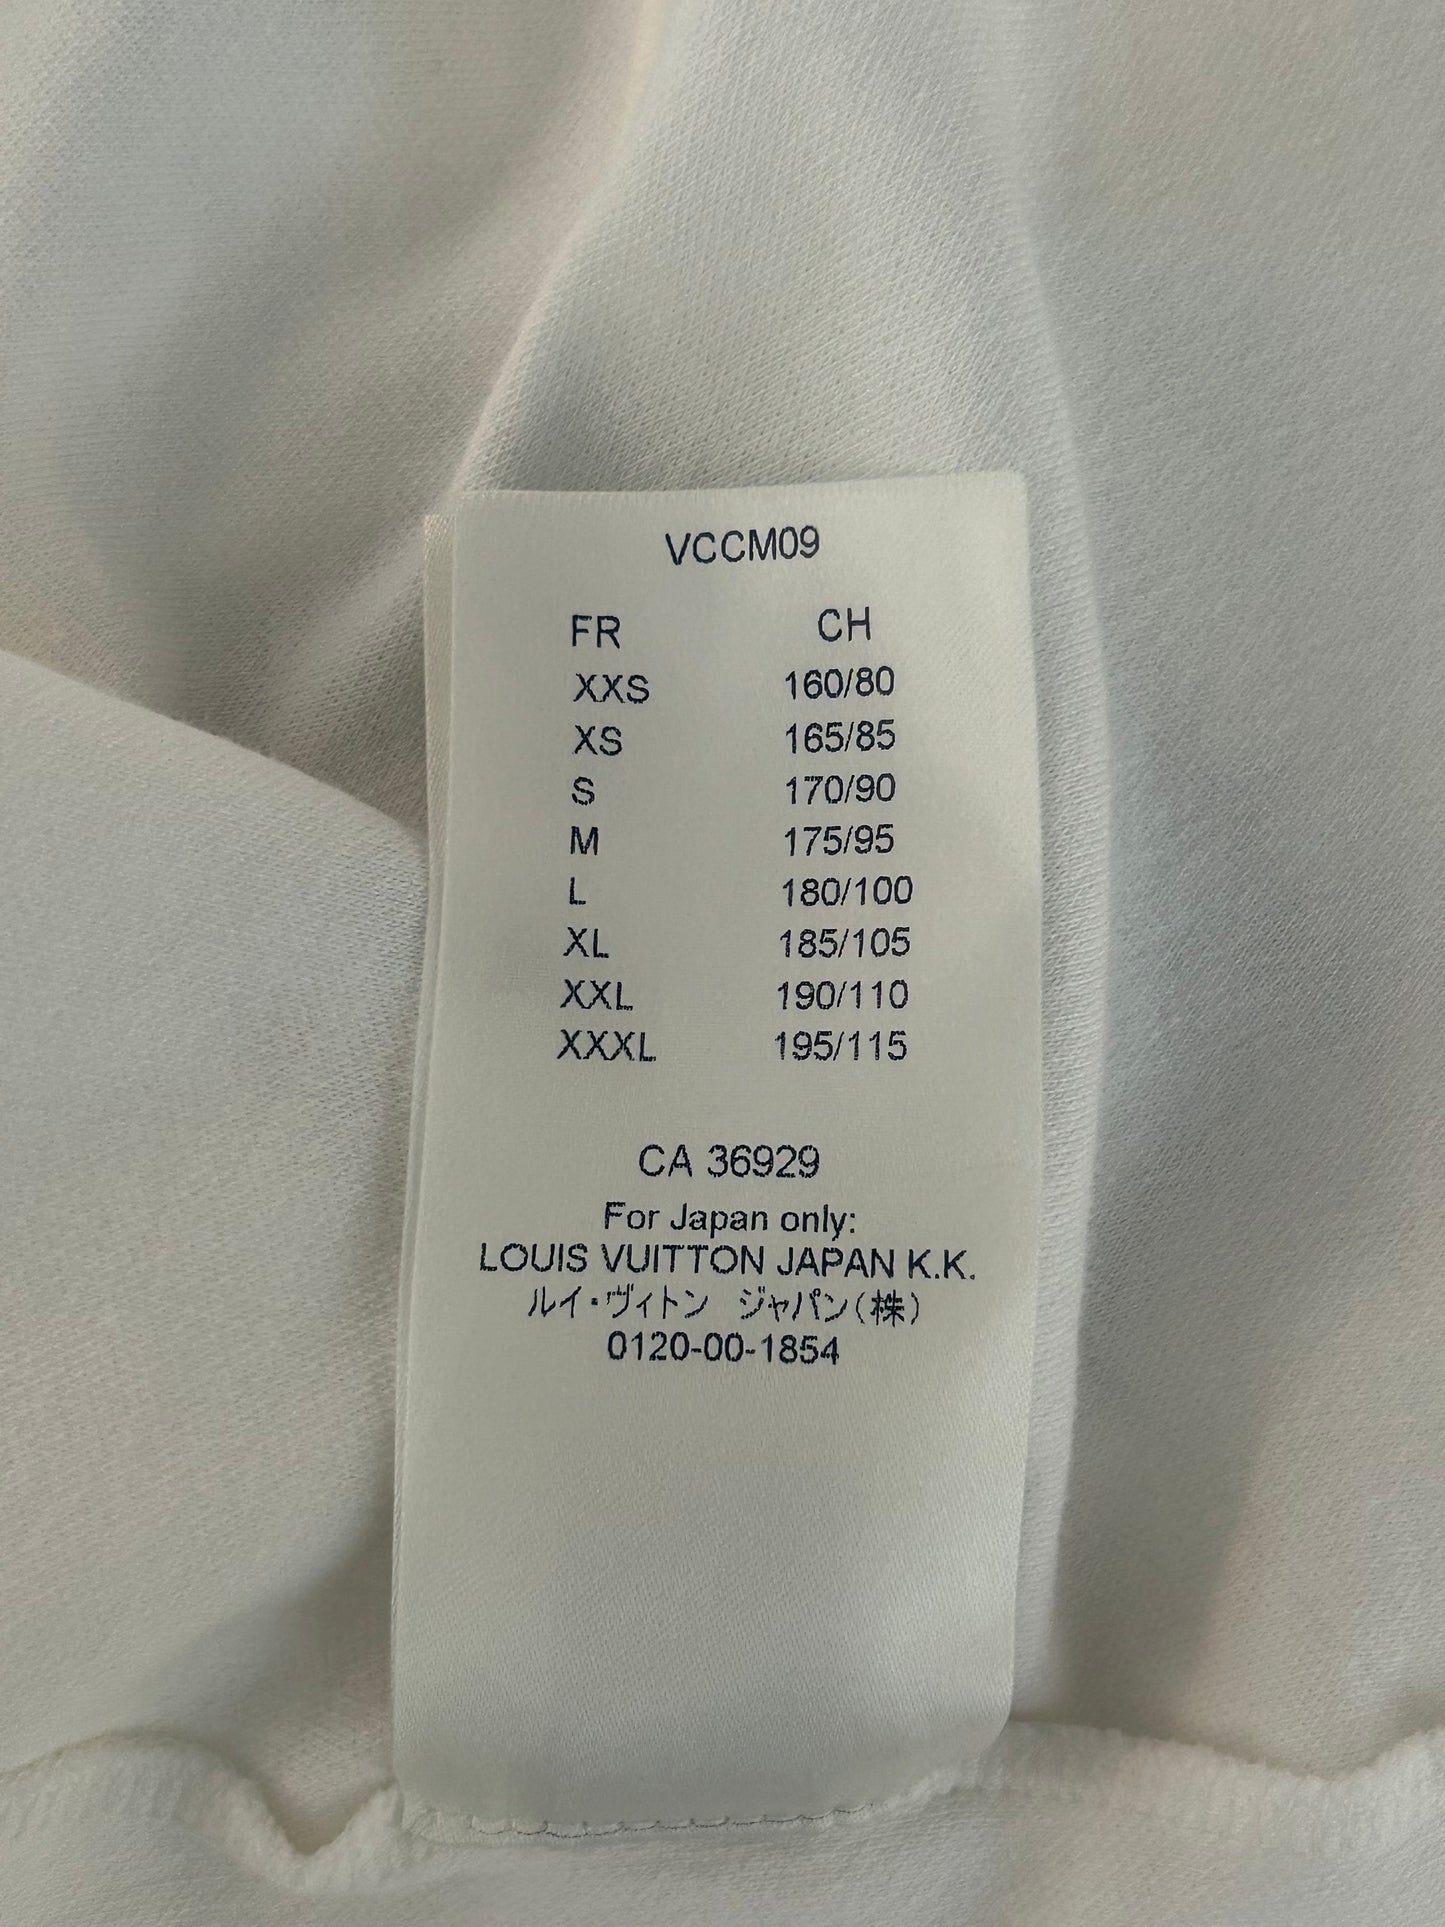 VCCM09
FR CH
XXS 160/80
XS 165/85
S 170/90
M 175/95
L 180/100
XL 185/105
XXL 190/110
XXXL 195/115
CA 36929
For Japan only:
LOUIS VUITTON JAPAN K.K.
ルイ・ヴィトン ジャパン(株)
0120-00-1854